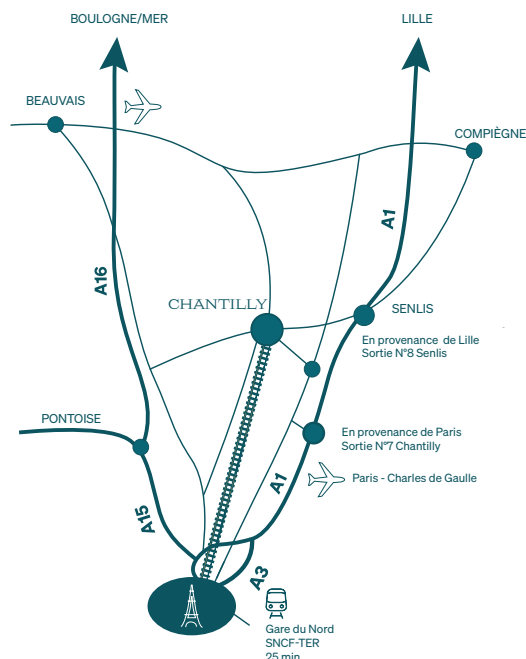 BOULOGNE/MER
LILLE
BEAUVAIS
COMPIÈGNE
A1
A16
CHANTILLY
SENLIS
En provenance de Lille
Sortie N°8 Senlis
PONTOISE
En provenance de Paris
Sortie N°7 Chantilly
A1
Paris - Charles de Gaulle
A15
A3
Gare du Nord
SNCF-TER
25 min